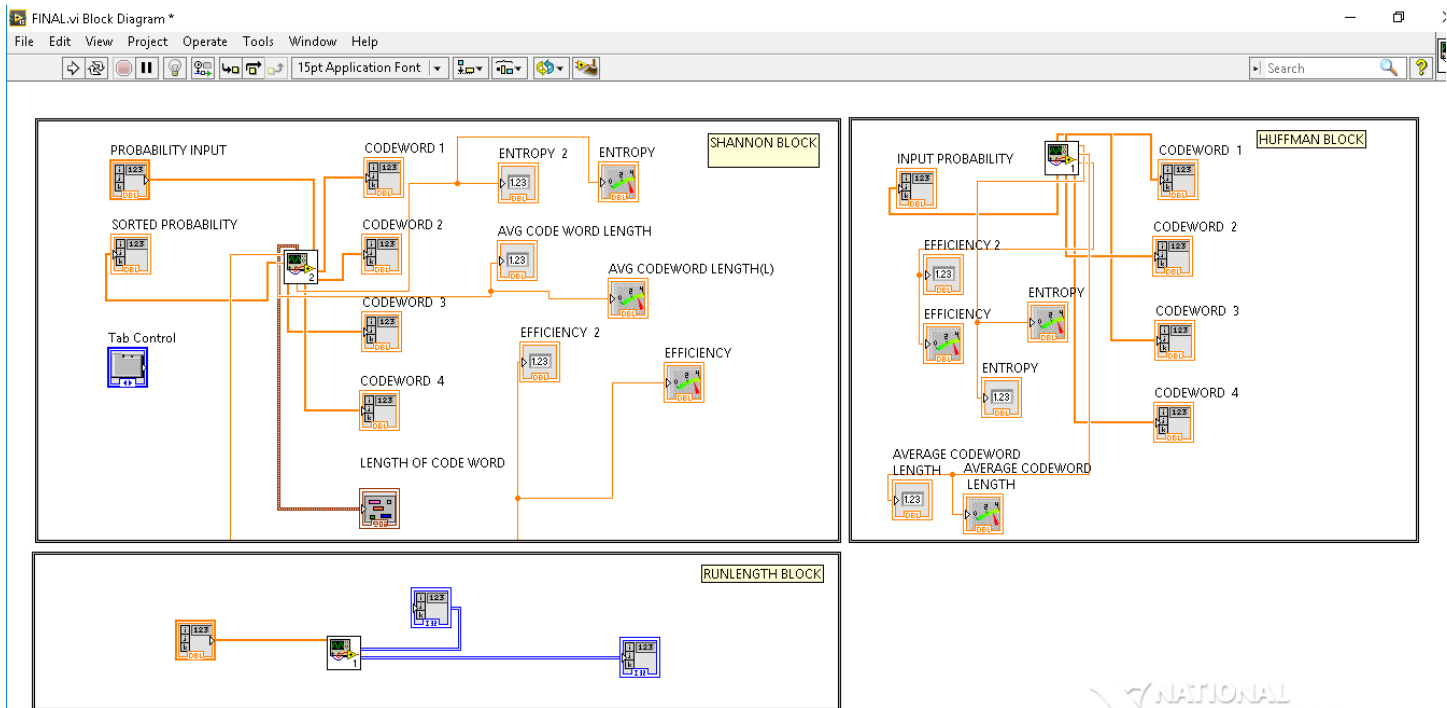 FINAL.vi Block Diagram *
File Edit View Project Operate Tools Window Help
15pt Application Font
Search
SHANNON BLOCK
PROBABILITY INPUT
SORTED PROBABILITY
Tab Control
CODEWORD 1
CODEWORD 2
CODEWORD 3
CODEWORD 4
LENGTH OF CODE WORD
ENTROPY 2
ENTROPY
AVG CODE WORD LENGTH
AVG CODEWORD LENGTH(L)
EFFICIENCY 2
EFFICIENCY
HUFFMAN BLOCK
INPUT PROBABILITY
CODEWORD 1
CODEWORD 2
CODEWORD 3
CODEWORD 4
EFFICIENCY 2
EFFICIENCY
ENTROPY
ENTROPY
AVERAGE CODEWORD
LENGTH
AVERAGE CODEWORD
LENGTH
RUNLENGTH BLOCK
NATIONAL